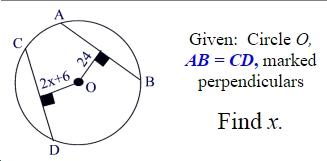 A
C
24
2x+6
O
B
D
Given: Circle O,
AB = CD, marked
perpendiculars
Find x.